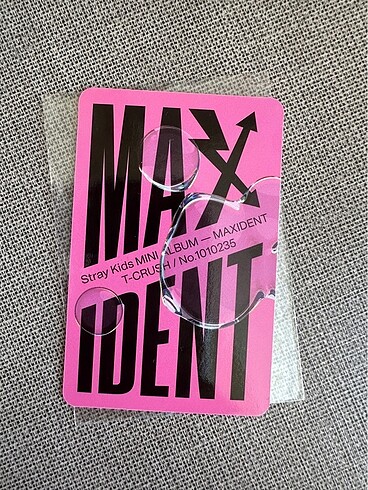 MAX
Stray Kids MINI ALBUM — MAXIDENT
T-CRUSH / No.1010235
IDENT